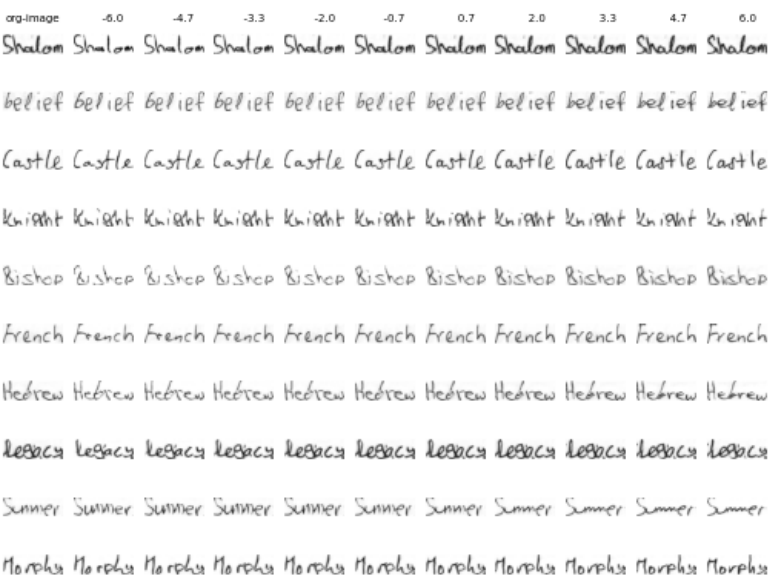 org-image -6.0 -4.7 -3.3 -2.0 -0.7 0.7 2.0 3.3 4.7 6.0
Shalom Shalom Shalom Shalom Shalom Shalom Shalom Shalom Shalom Shalom Shalom
belief belief belief belief belief belief belief belief belief belief belief
Castle Castle Castle Castle Castle Castle Castle Castle Castle Castle Castle
Knight Knight Knight Knight Knight Knight Knight Knight Knight Knight Knight
Bishop Bishop Bishop Bishop Bishop Bishop Bishop Bishop Bishop Bishop Bishop
French French French French French French French French French French French
Hebrew Hebrew Hebrew Hebrew Hebrew Hebrew Hebrew Hebrew Hebrew Hebrew Hebrew
Legacy Legacy Legacy Legacy Legacy Legacy Legacy Legacy Legacy Legacy Legacy
Summer Summer Summer Summer Summer Summer Summer Summer Summer Summer Summer
Morphy Morphy Morphy Morphy Morphy Morphy Morphy Morphy Morphy Morphy Morphy